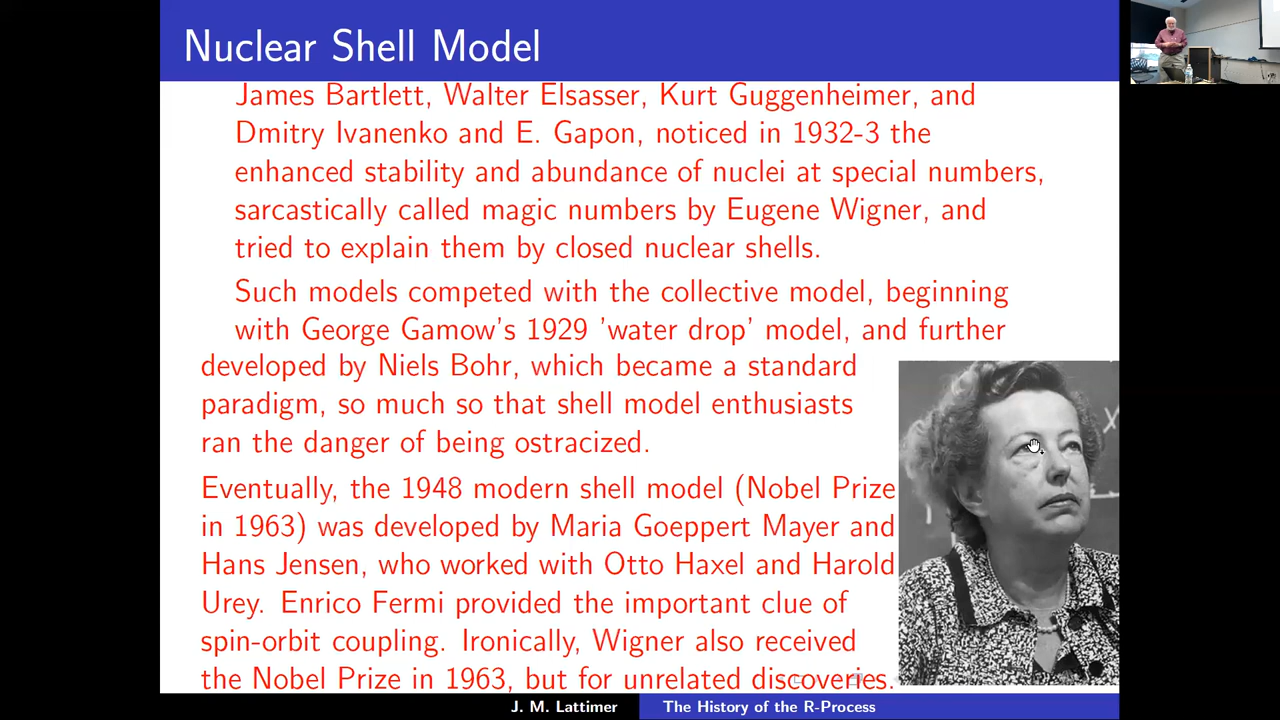 Nuclear Shell Model
James Bartlett, Walter Elsasser, Kurt Guggenheimer, and
Dmitry Ivanenko and E. Gapon, noticed in 1932-3 the
enhanced stability and abundance of nuclei at special numbers,
sarcastically called magic numbers by Eugene Wigner, and
tried to explain them by closed nuclear shells.
Such models competed with the collective model, beginning
with George Gamow's 1929 'water drop' model, and further
developed by Niels Bohr, which became a standard
paradigm, so much so that shell model enthusiasts
ran the danger of being ostracized.
Eventually, the 1948 modern shell model (Nobel Prize
in 1963) was developed by Maria Goeppert Mayer and
Hans Jensen, who worked with Otto Haxel and Harold
Urey. Enrico Fermi provided the important clue of
spin-orbit coupling. Ironically, Wigner also received
the Nobel Prize in 1963, but for unrelated discoveries.
X
J. M. Lattimer The History of the R-Process